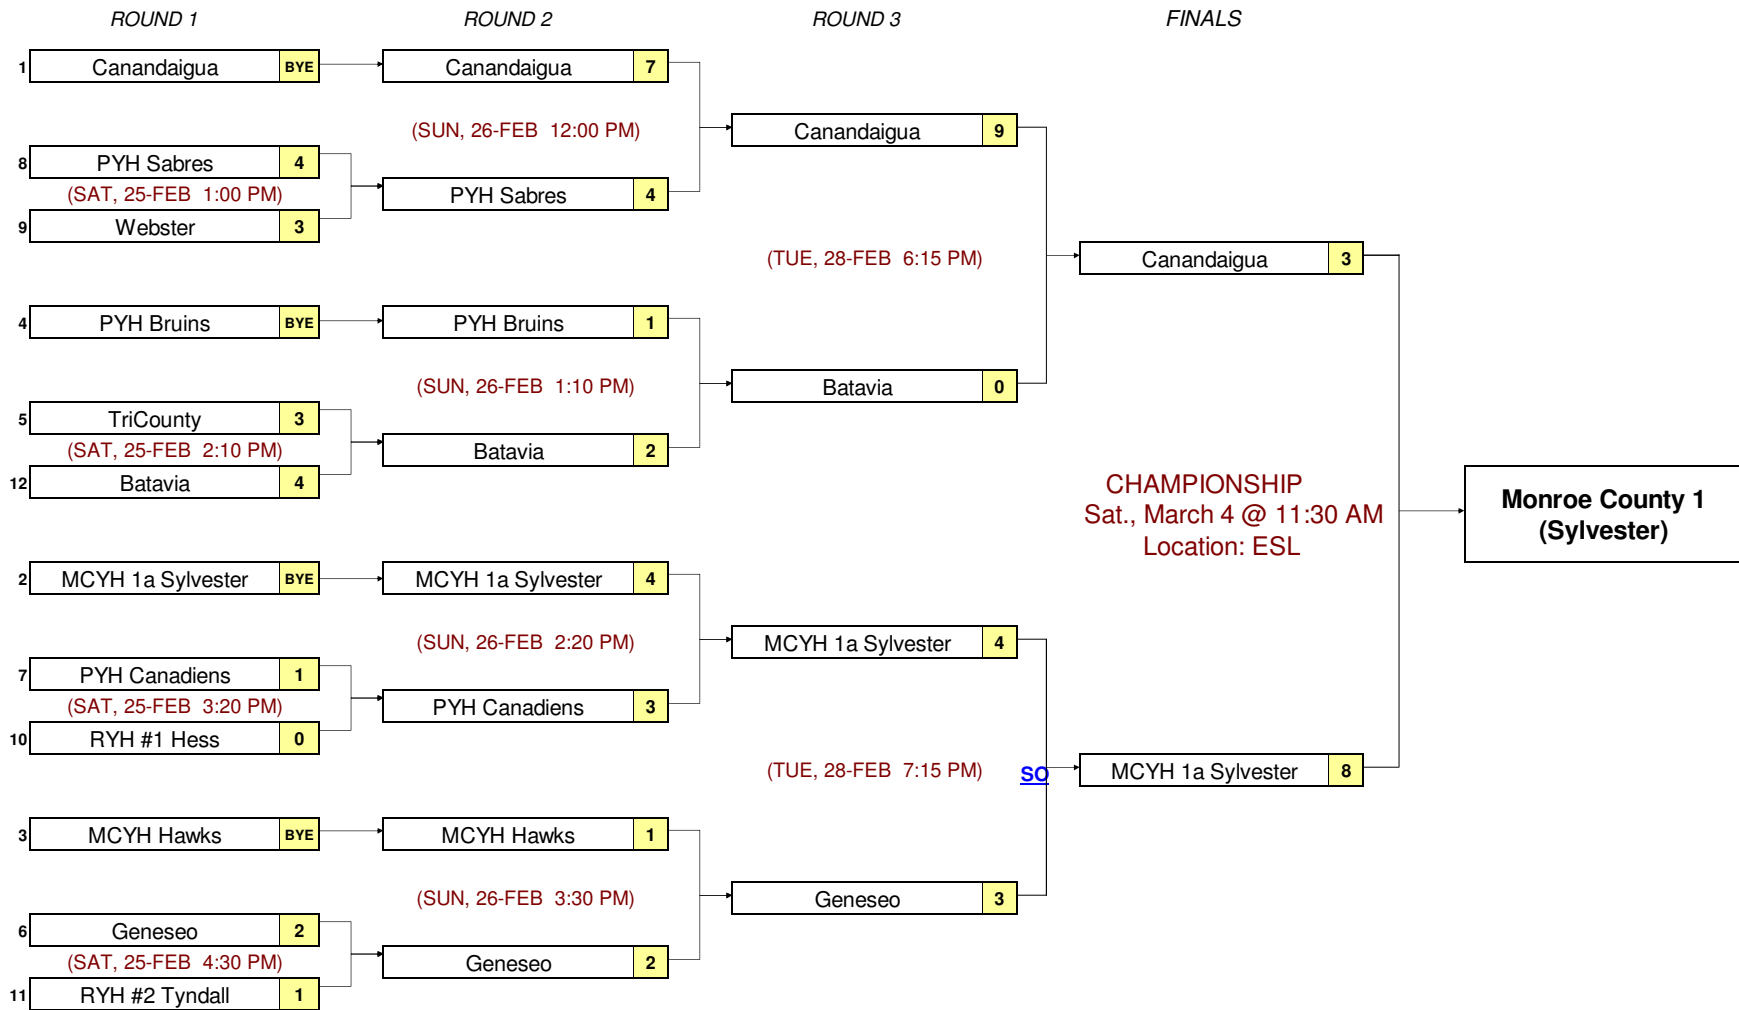 ROUND 1
ROUND 2
ROUND 3
FINALS
1 Canandaigua BYE
Canandaigua 7
(SUN, 26-FEB 12:00 PM)
Canandaigua 9
8 PYH Sabres 4
(SAT, 25-FEB 1:00 PM)
PYH Sabres 4
9 Webster 3
(TUE, 28-FEB 6:15 PM)
Canandaigua 3
4 PYH Bruins BYE
PYH Bruins 1
(SUN, 26-FEB 1:10 PM)
Batavia 0
5 TriCounty 3
(SAT, 25-FEB 2:10 PM)
Batavia 2
12 Batavia 4
CHAMPIONSHIP
Sat., March 4 @ 11:30 AM
Location: ESL
Monroe County 1
(Sylvester)
2 MCYH 1a Sylvester BYE
MCYH 1a Sylvester 4
(SUN, 26-FEB 2:20 PM)
MCYH 1a Sylvester 4
7 PYH Canadiens 1
(SAT, 25-FEB 3:20 PM)
PYH Canadiens 3
10 RYH #1 Hess 0
(TUE, 28-FEB 7:15 PM)
SO
MCYH 1a Sylvester 8
3 MCYH Hawks BYE
MCYH Hawks 1
(SUN, 26-FEB 3:30 PM)
Geneseo 3
6 Geneseo 2
(SAT, 25-FEB 4:30 PM)
Geneseo 2
11 RYH #2 Tyndall 1